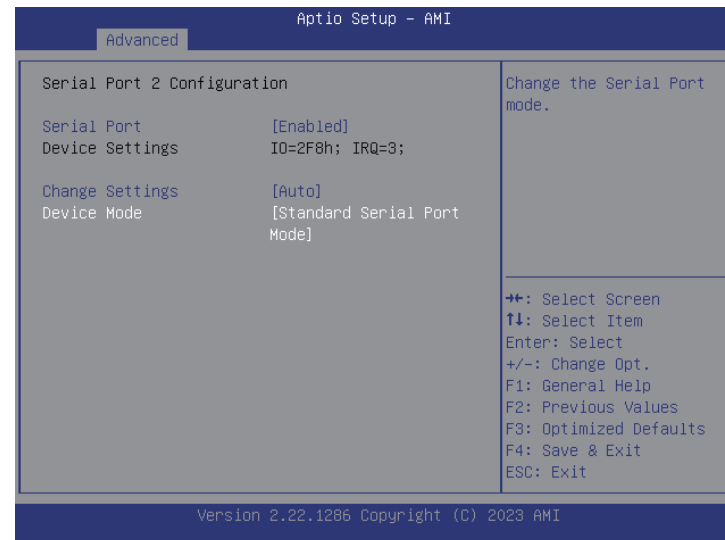 Aptio Setup – AMI
Advanced
Serial Port 2 Configuration
Serial Port [Enabled]
Device Settings IO=2F8h; IRQ=3;
Change Settings [Auto]
Device Mode [Standard Serial Port
Mode]
Change the Serial Port
mode.
→←: Select Screen
↑↓: Select Item
Enter: Select
+/-: Change Opt.
F1: General Help
F2: Previous Values
F3: Optimized Defaults
F4: Save & Exit
ESC: Exit
Version 2.22.1286 Copyright (C) 2023 AMI